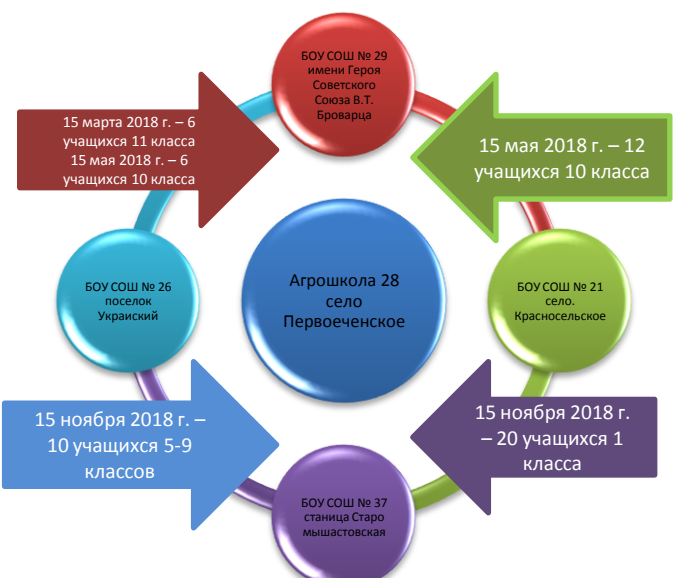 БОУ СОШ № 29
имени Героя
Советского
Союза В.Т.
Броварца
15 марта 2018 г. – 6
учащихся 11 класса
15 мая 2018 г. – 6
учащихся 10 класса
15 мая 2018 г. – 12
учащихся 10 класса
БОУ СОШ № 26
поселок
Украиский
Агрошкола 28
село
Первоеченское
БОУ СОШ № 21
село.
Красносельское
15 ноября 2018 г. –
10 учащихся 5-9
классов
15 ноября 2018 г.
– 20 учащихся 1
класса
БОУ СОШ № 37
станица Старо
мышастовская